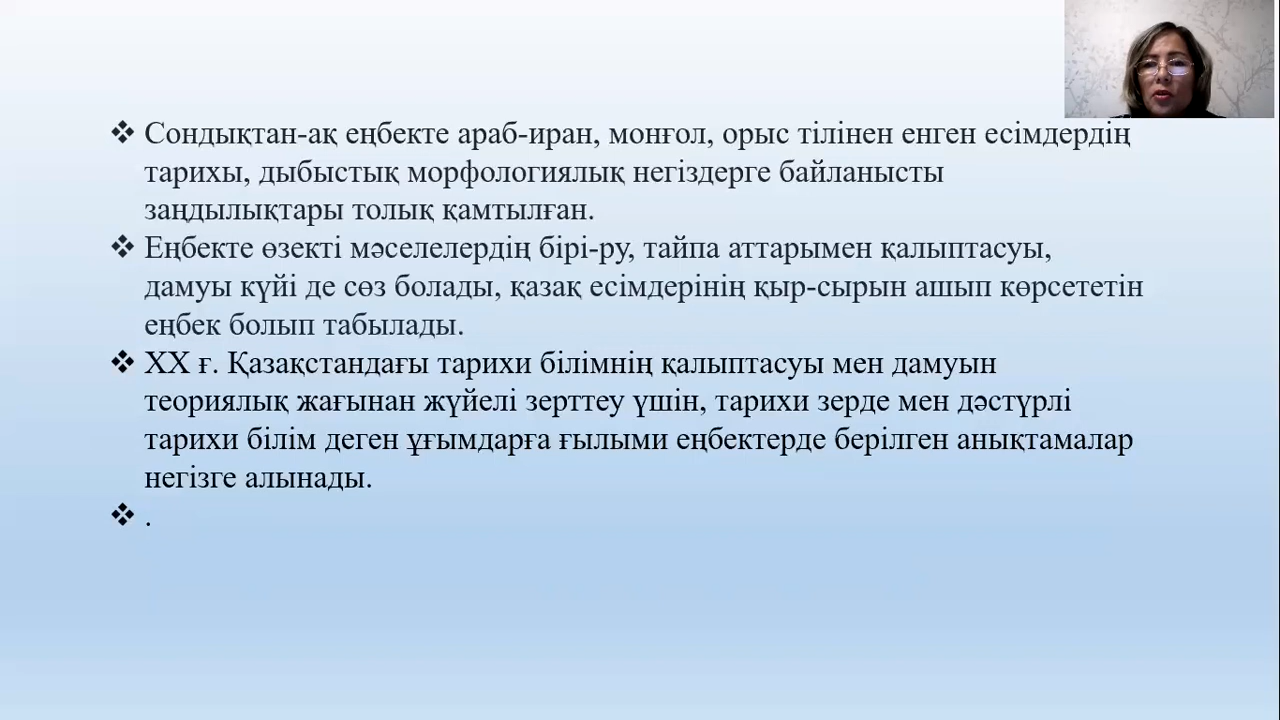 ❖ Сондықтан-ақ еңбекте араб-иран, монғол, орыс тілінен енген есімдердің
тарихы, дыбыстық морфологиялық негіздерге байланысты
заңдылықтары толық қамтылған.
❖ Еңбекте өзекті мәселелердің бірі-ру, тайпа аттарымен қалыптасуы,
дамуы күйі де сөз болады, қазақ есімдерінің қыр-сырын ашып көрсететін
еңбек болып табылады.
❖ ХХ ғ. Қазақстандағы тарихи білімнің қалыптасуы мен дамуын
теориялық жағынан жүйелі зерттеу үшін, тарихи зерде мен дәстүрлі
тарихи білім деген ұғымдарға ғылыми еңбектерде берілген анықтамалар
негізге алынады.
❖ .